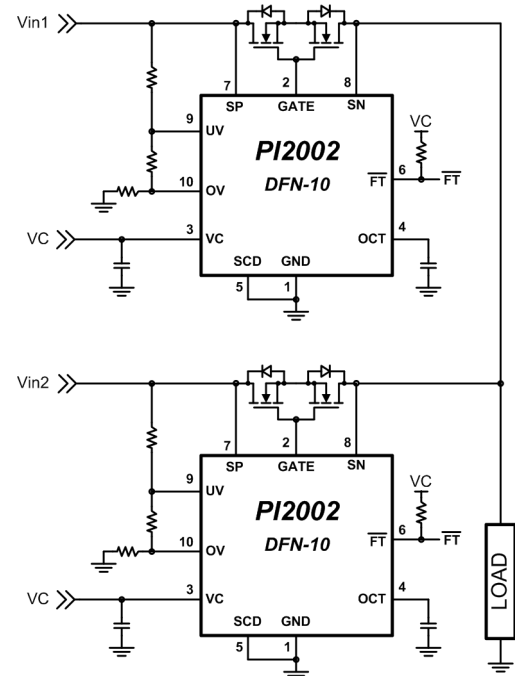 Vin1
7
2
8
SP
GATE
SN
VC
9
UV
PI2002
6
10
OV
DFN-10
FT
FT
VC
3
VC
OCT
4
SCD
GND
5
1
Vin2
7
2
8
SP
GATE
SN
VC
9
UV
PI2002
6
10
OV
DFN-10
FT
FT
VC
3
VC
OCT
4
SCD
GND
5
1
LOAD